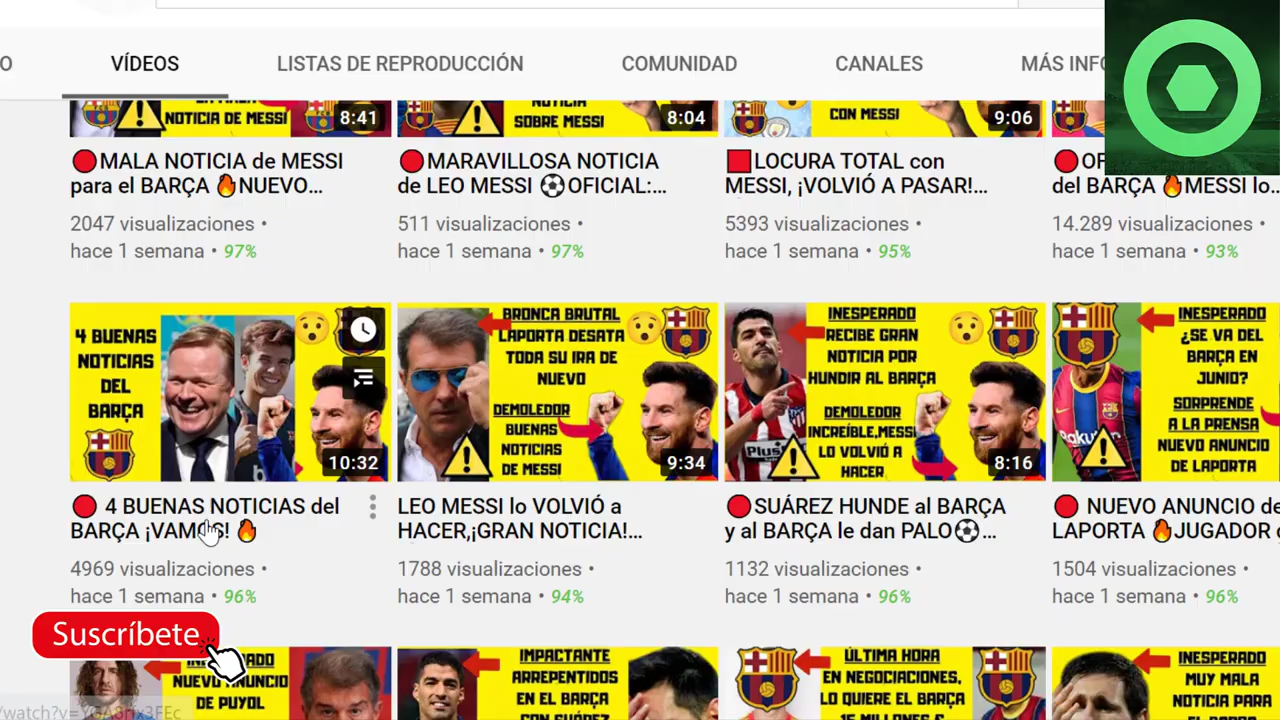 O
VÍDEOS
LISTAS DE REPRODUCCIÓN
COMUNIDAD
CANALES
MÁS INFO
NOTICIA DE MESSI
8:41
NOTICIA
SOBRE MESSI
8:04
CON MESSI
9:06
MALA NOTICIA de MESSI
para el BARÇA 🔥NUEVO...
2047 visualizaciones •
hace 1 semana • 97%
MARAVILLOSA NOTICIA
de LEO MESSI ⚽OFICIAL:...
511 visualizaciones •
hace 1 semana • 97%
LOCURA TOTAL con
MESSI, ¡VOLVIÓ A PASAR!...
5393 visualizaciones •
hace 1 semana • 95%
del BARÇA 🔥MESSI lo...
14.289 visualizaciones •
hace 1 semana • 93%
4 BUENAS
NOTICIAS
DEL
BARÇA
10:32
BRONCA BRUTAL
LAPORTA DESATA
TODA SU IRA DE
NUEVO
DEMOLEDOR
BUENAS
NOTICIAS
DE MESSI
9:34
INESPERADO
RECIBE GRAN
NOTICIA POR
HUNDIR AL BARÇA
DEMOLEDOR
INCREÍBLE,MESSI
LO VOLVIÓ A
HACER
Plus
8:16
INESPERADO
¿SE VA DEL
BARÇA EN
JUNIO?
SORPRENDE
A LA PRENSA
NUEVO ANUNCIO
DE LAPORTA
Rakuten
4 BUENAS NOTICIAS del
BARÇA ¡VAMOS! 🔥
4969 visualizaciones •
hace 1 semana • 96%
LEO MESSI lo VOLVIÓ a
HACER,¡GRAN NOTICIA!...
1788 visualizaciones •
hace 1 semana • 94%
SUÁREZ HUNDE al BARÇA
y al BARÇA le dan PALO⚽...
1132 visualizaciones •
hace 1 semana • 96%
NUEVO ANUNCIO de
LAPORTA 🔥JUGADOR
1504 visualizaciones •
hace 1 semana • 96%
Suscríbete
INESPERADO
NUEVO ANUNCIO
DE PUYOL
IMPACTANTE
ARREPENTIDOS
EN EL BARÇA
CON SUÁREZ
ÚLTIMA HORA
EN NEGOCIACIONES,
LO QUIERE EL BARÇA
15 MILLONES €
INESPERADO
MUY MALA
NOTICIA PARA